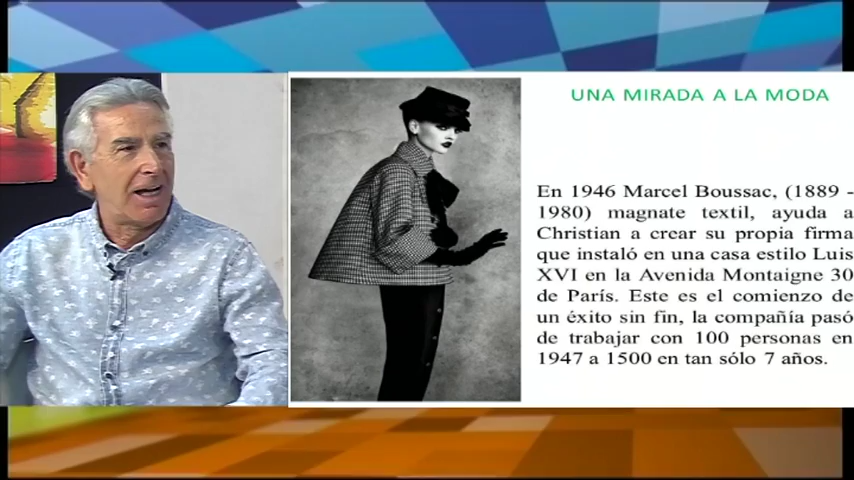 UNA MIRADA A LA MODA
En 1946 Marcel Boussac, (1889 -
1980) magnate textil, ayuda a
Christian a crear su propia firma
que instaló en una casa estilo Luis
XVI en la Avenida Montaigne 30
de París. Este es el comienzo de
un éxito sin fin, la compañía pasó
de trabajar con 100 personas en
1947 a 1500 en tan sólo 7 años.